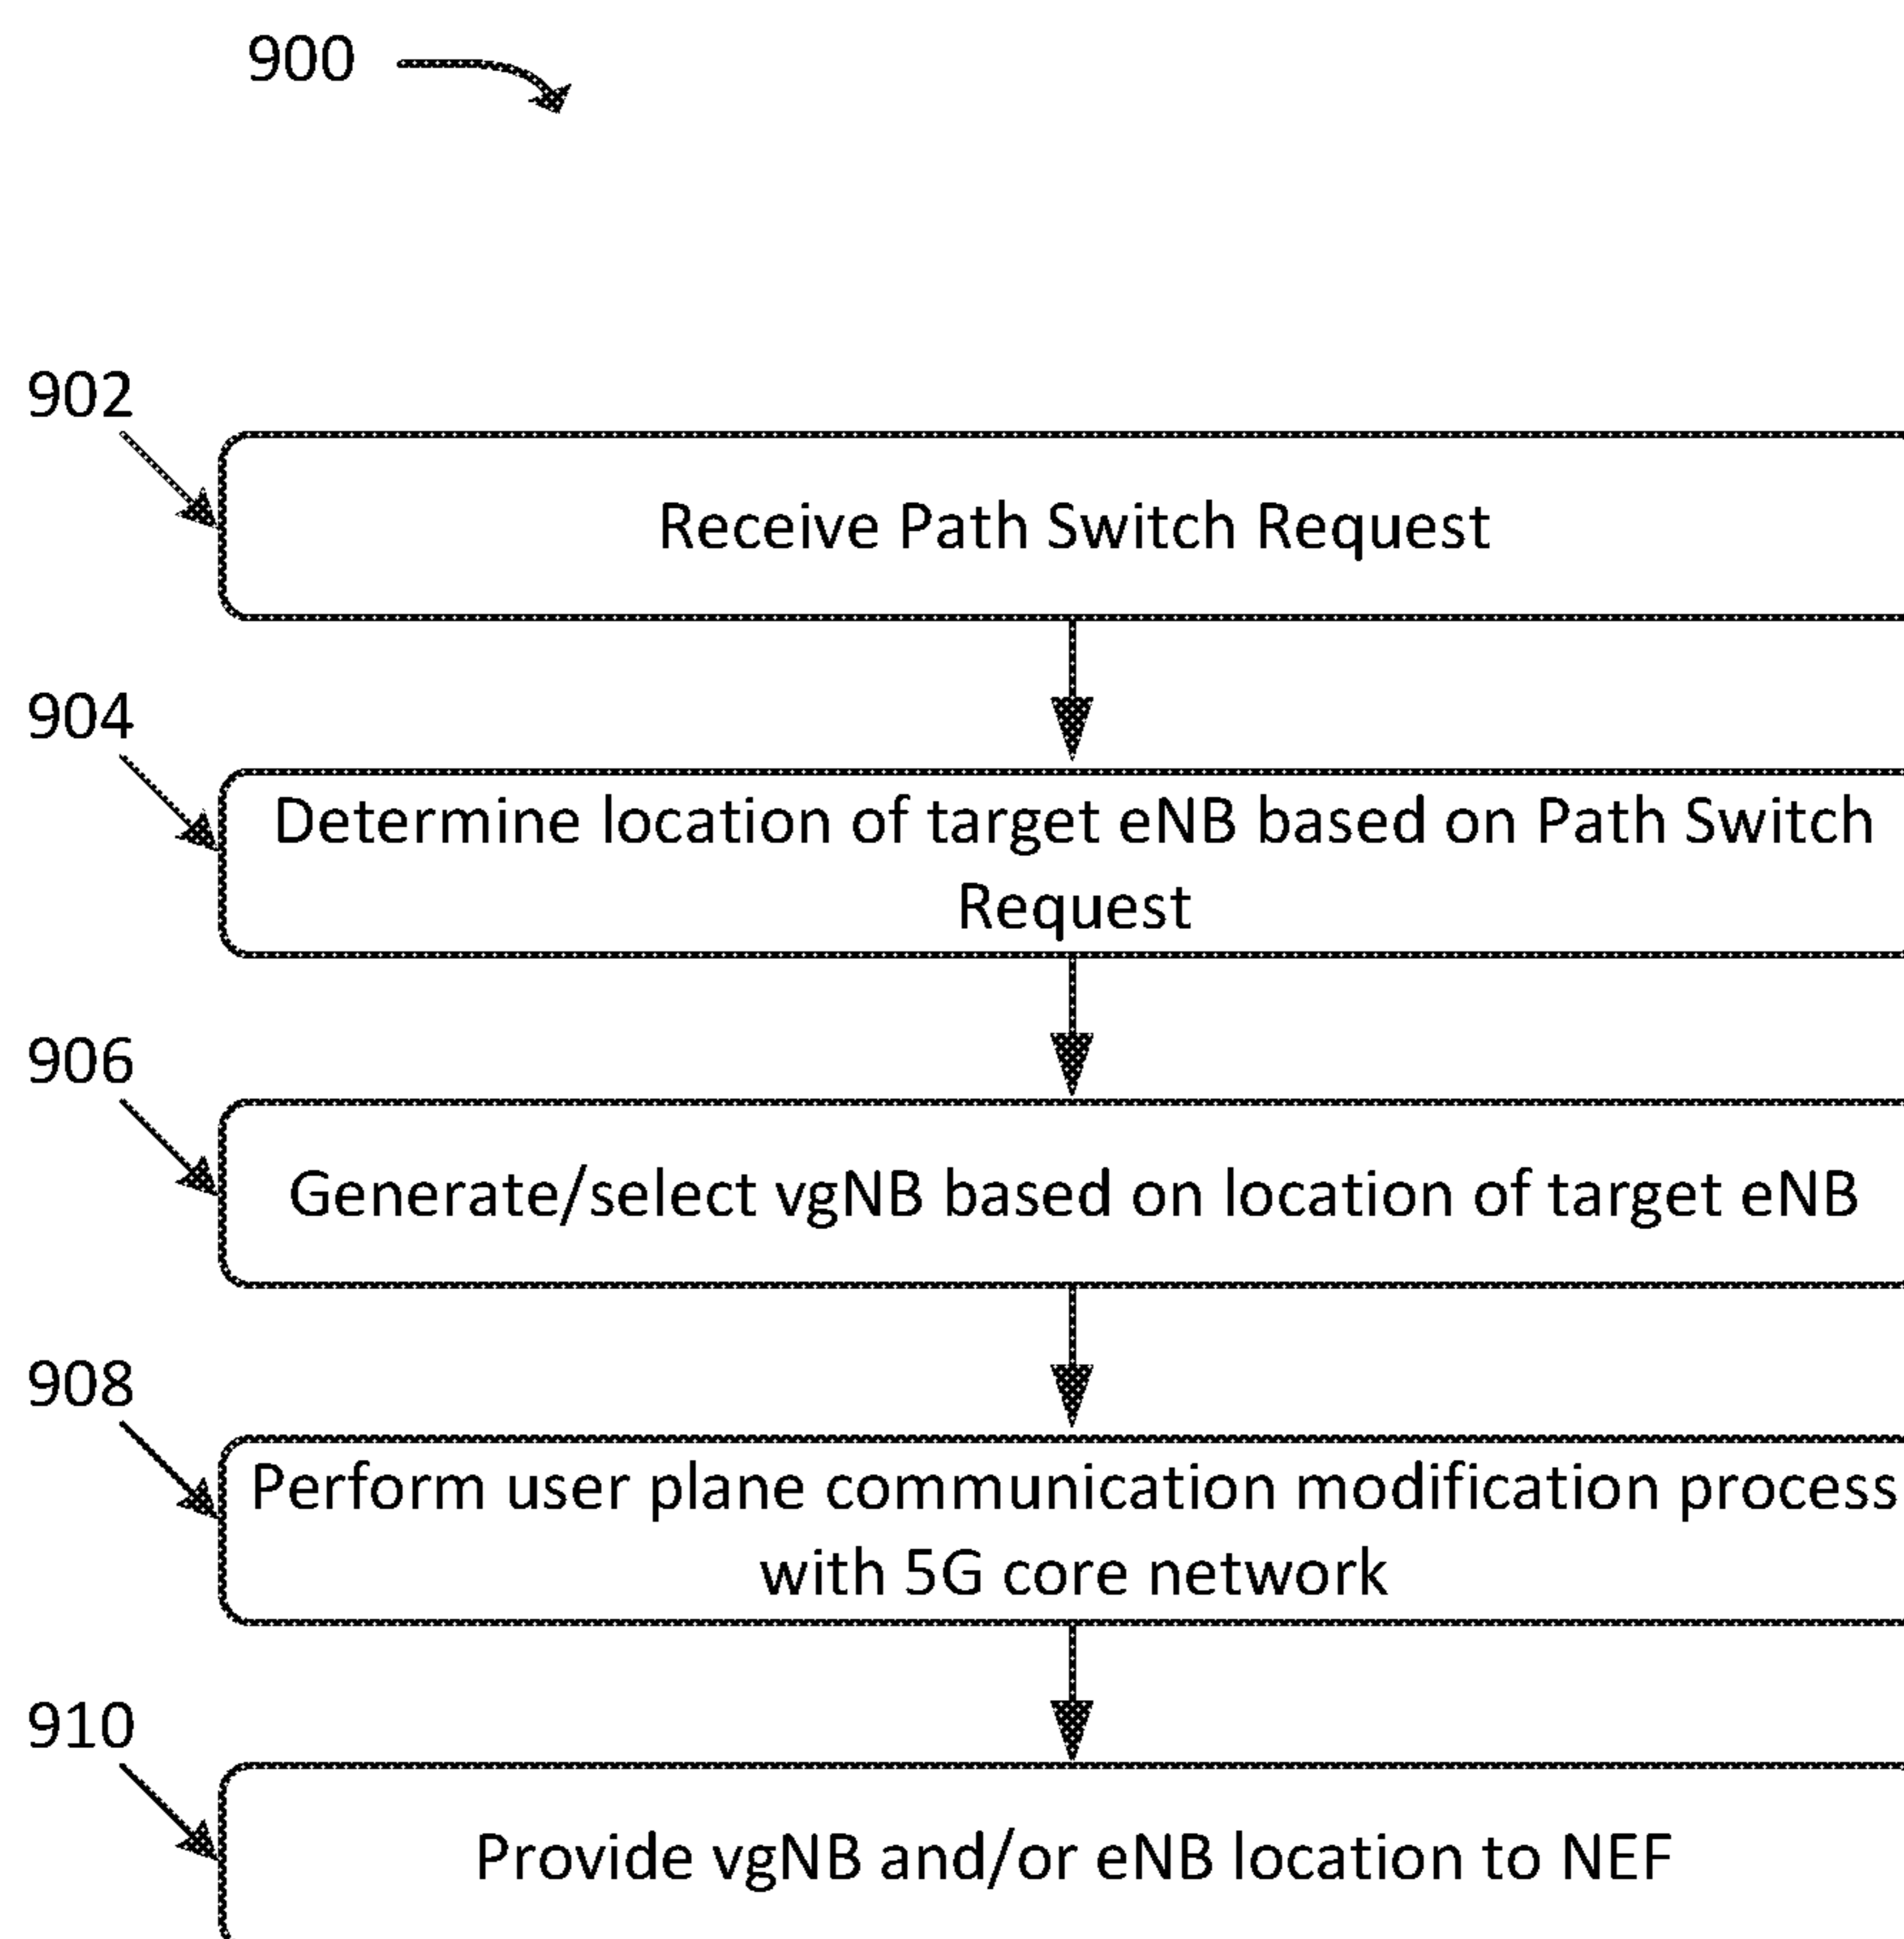 900
902
Receive Path Switch Request
904
Determine location of target eNB based on Path Switch
Request
906
Generate/select vgNB based on location of target eNB
908
Perform user plane communication modification process
with 5G core network
910
Provide vgNB and/or eNB location to NEF